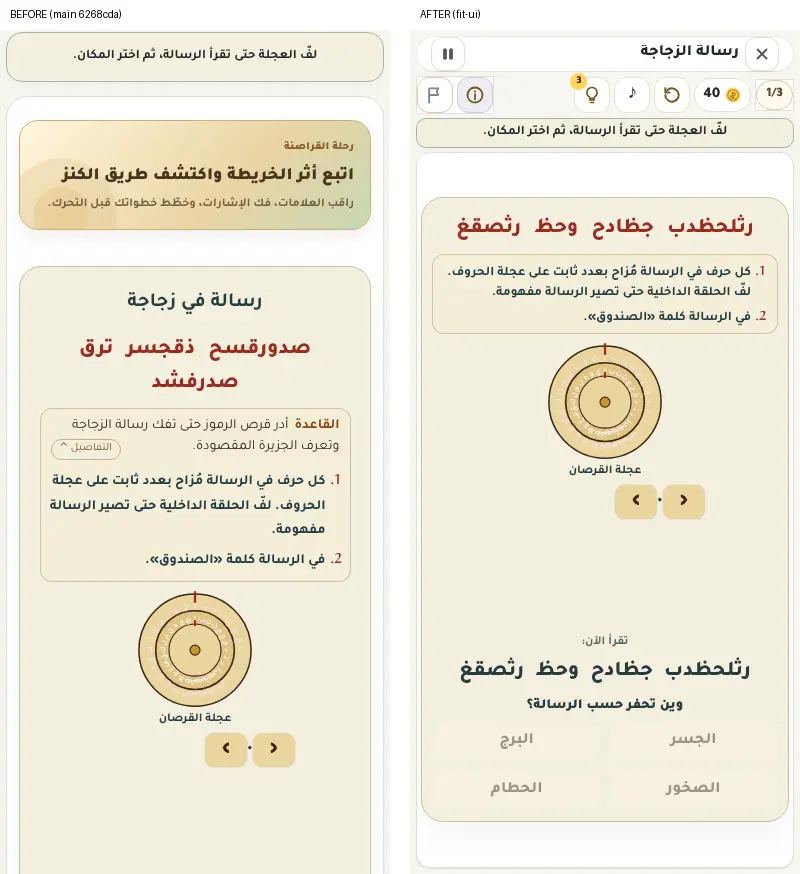 BEFORE (main 6268cda)
لفّ العجلة حتى تقرأ الرسالة، ثم اختر المكان.
رحلة القراصنة
اتبع أثر الخريطة واكتشف طريق الكنز
راقب العلامات، فك الإشارات، وخطّط خطواتك قبل التحرك.
رسالة في زجاجة
صدورقسح ذقجسر ترق
صدرفشد
القاعدة أدر قرص الرموز حتى تفك رسالة الزجاجة
وتعرف الجزيرة المقصودة.
التفاصيل
1. كل حرف في الرسالة مُزاح بعدد ثابت على عجلة
الحروف. لفّ الحلقة الداخلية حتى تصير الرسالة
مفهومة.
2. في الرسالة كلمة «الصندوق».
عجلة القرصان
AFTER (fit-ui)
رسالة الزجاجة
3
40
1/3
لفّ العجلة حتى تقرأ الرسالة، ثم اختر المكان.
رثلحظدب جظادح وحظ رثصقغ
1. كل حرف في الرسالة مُزاح بعدد ثابت على عجلة الحروف.
لفّ الحلقة الداخلية حتى تصير الرسالة مفهومة.
2. في الرسالة كلمة «الصندوق».
عجلة القرصان
تقرأ الآن:
رثلحظدب جظادح وحظ رثصقغ
وين تحفر حسب الرسالة؟
الجسر
البرج
الصخور
الحطام